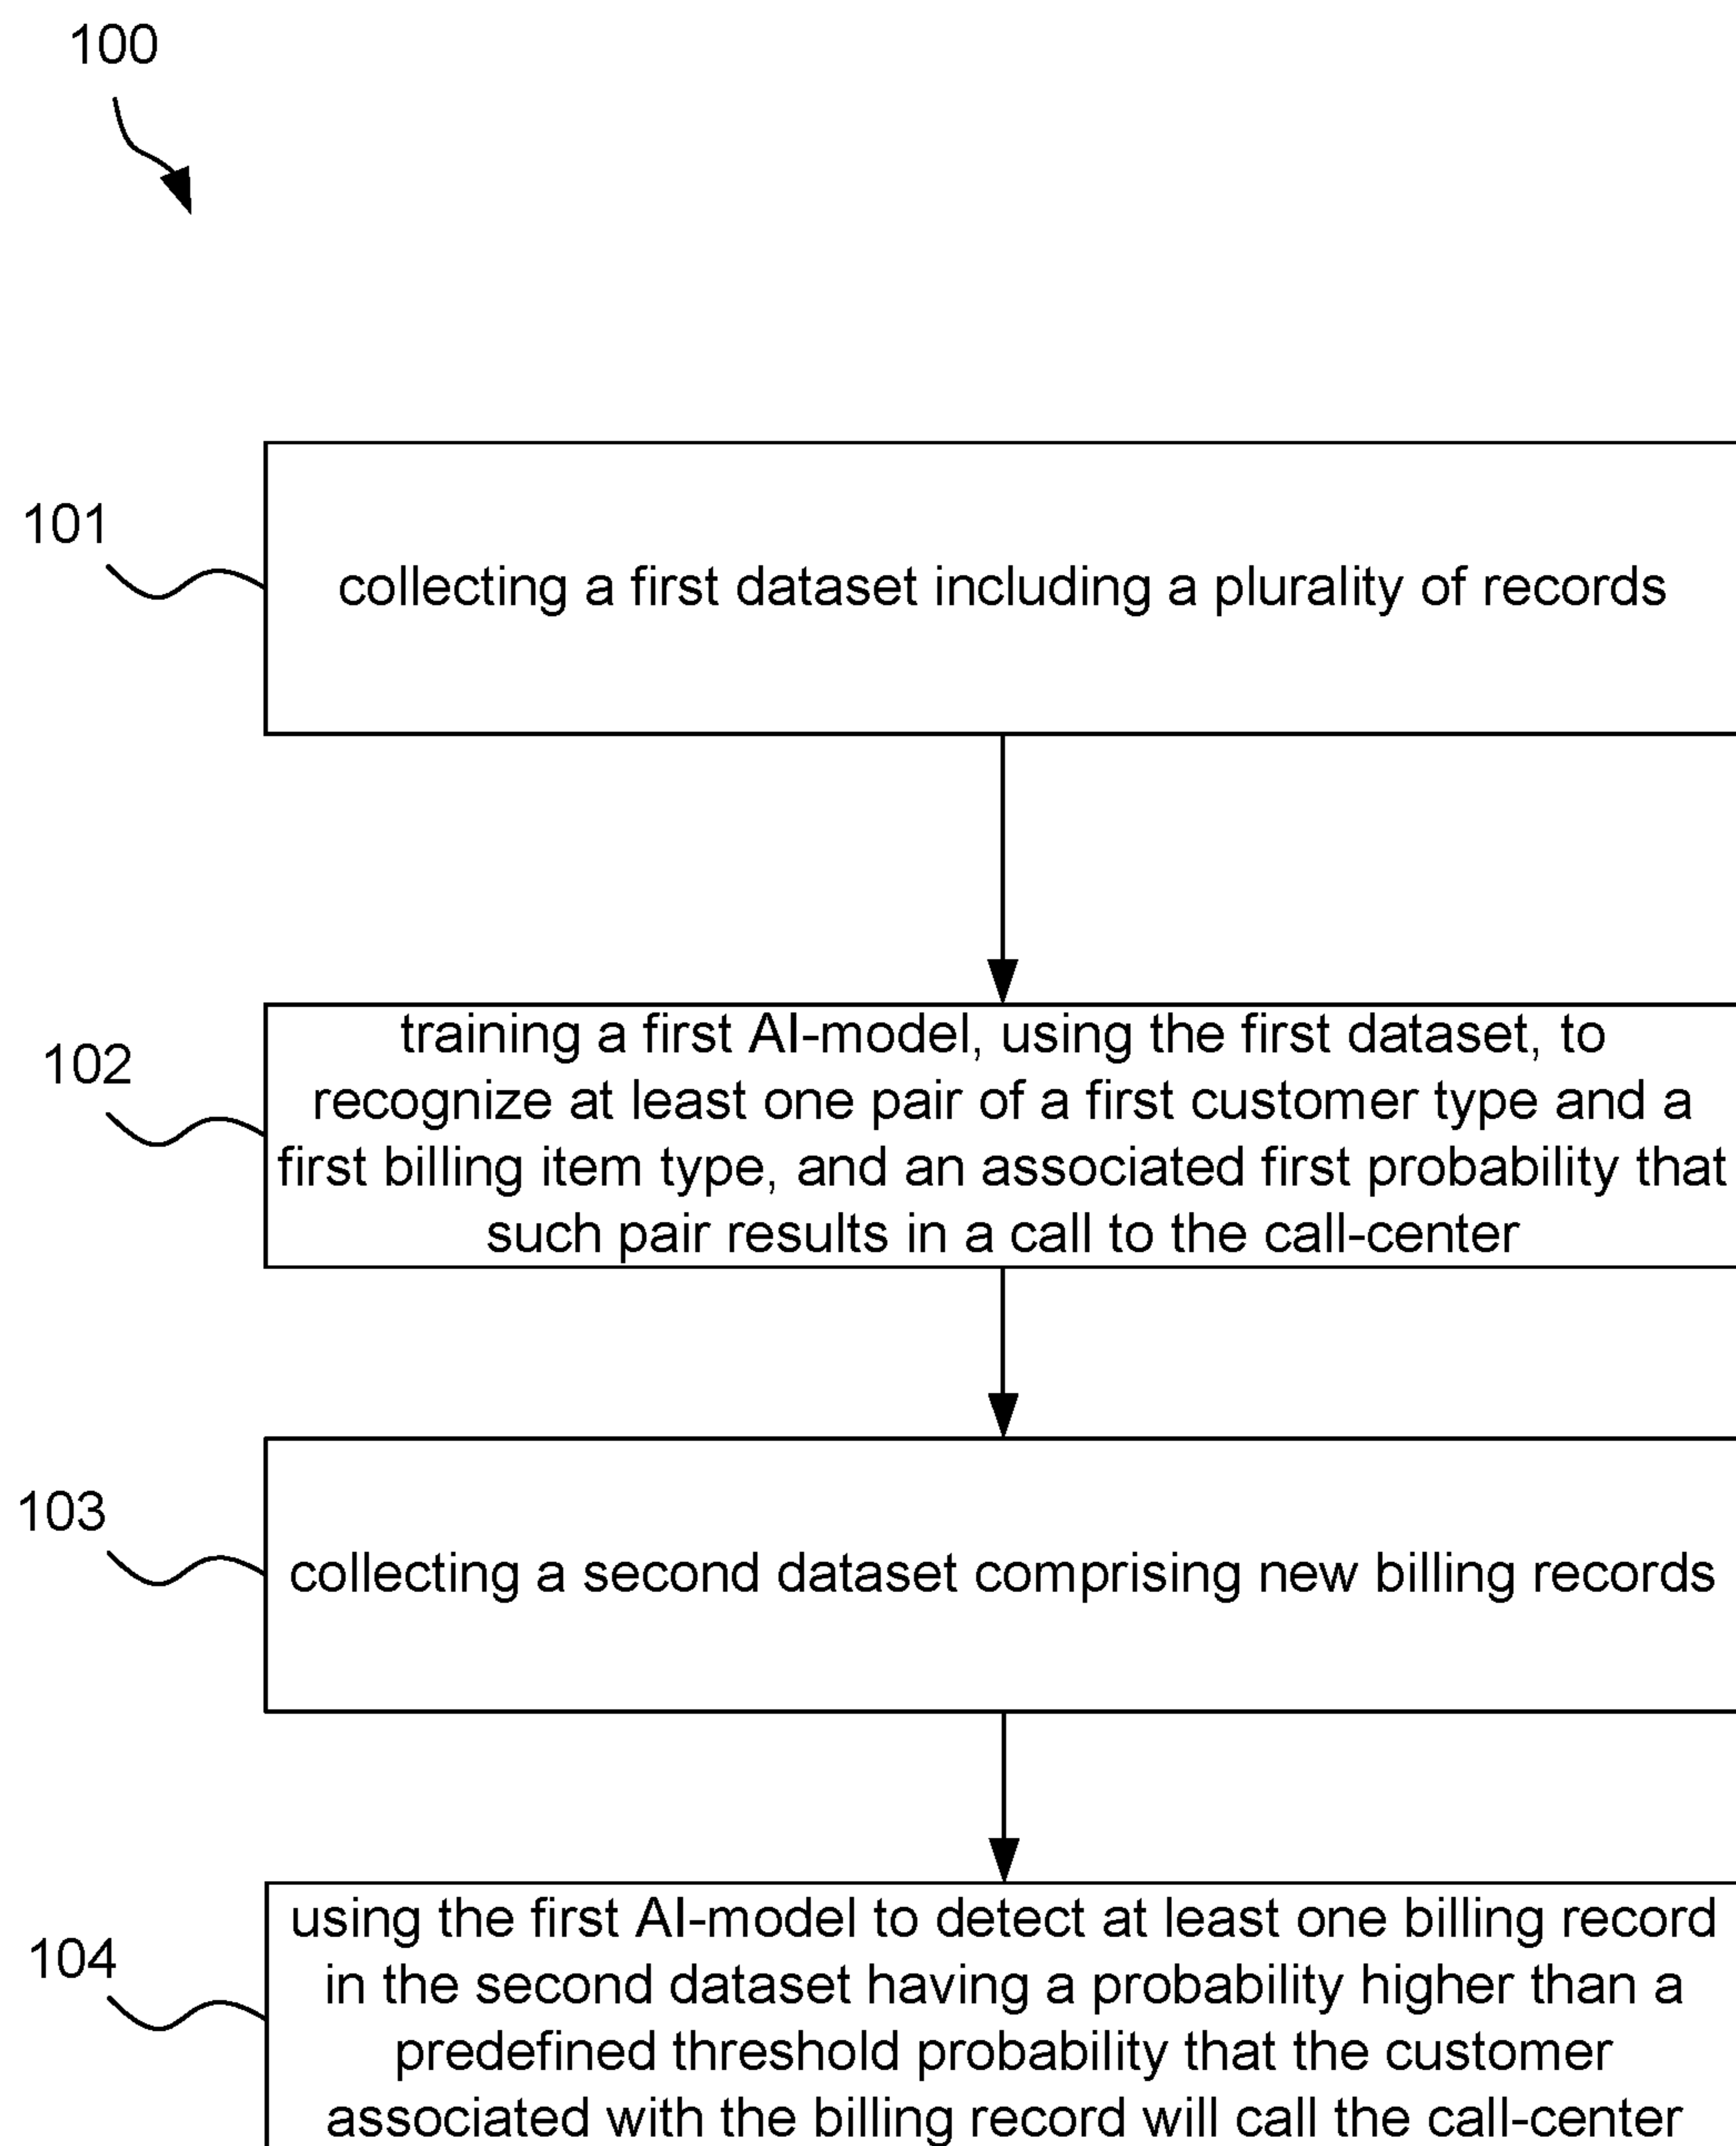 100
101
collecting a first dataset including a plurality of records
102
training a first AI-model, using the first dataset, to
recognize at least one pair of a first customer type and a
first billing item type, and an associated first probability that
such pair results in a call to the call-center
103
collecting a second dataset comprising new billing records
104
using the first AI-model to detect at least one billing record
in the second dataset having a probability higher than a
predefined threshold probability that the customer
associated with the billing record will call the call-center